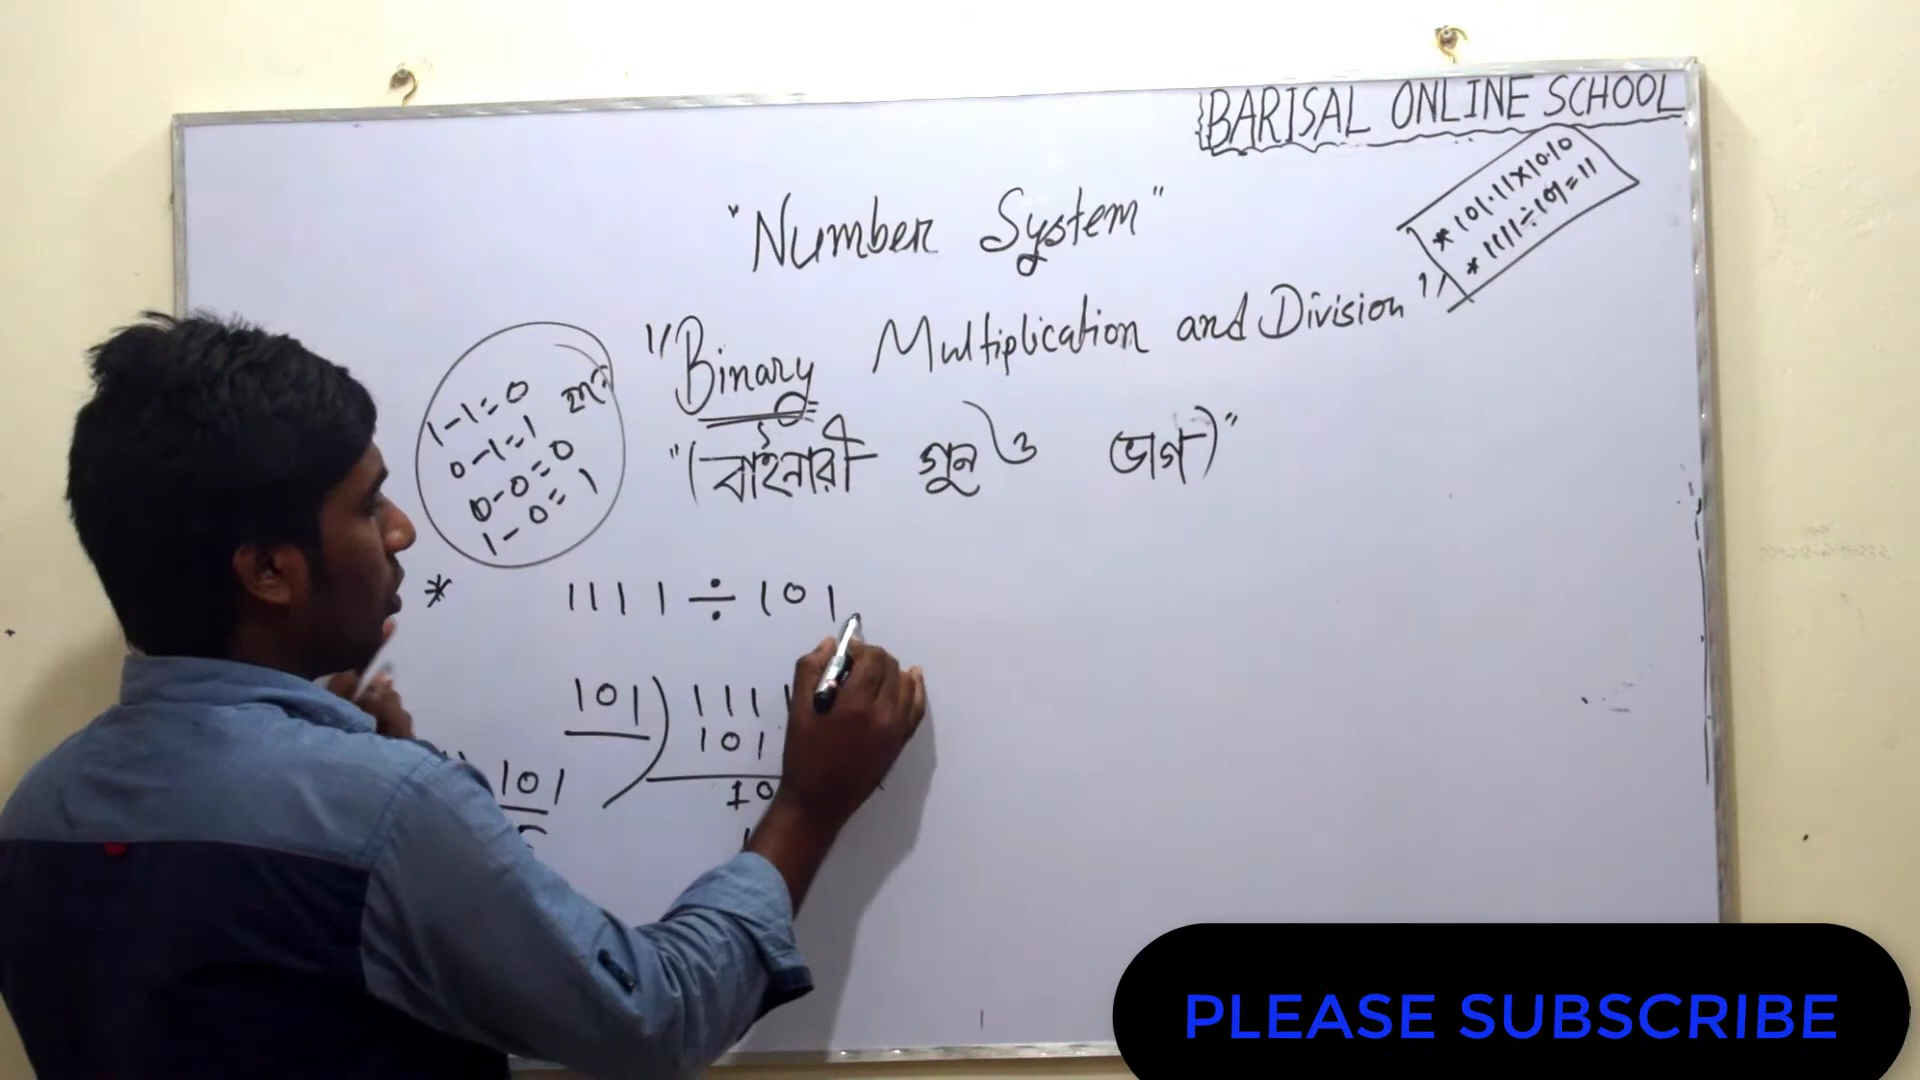 BARISAL ONLINE SCHOOL
* 101.11×10.10
* 1111÷101=11
"Number System"
"Binary Multiplication and Division"
"(বাইনারী গুন ও ভাগ)"
1-1=0
0-1=1
0-0=0
1-0=1
* 1111 ÷ 101
101) 1111
101
10
101
PLEASE SUBSCRIBE